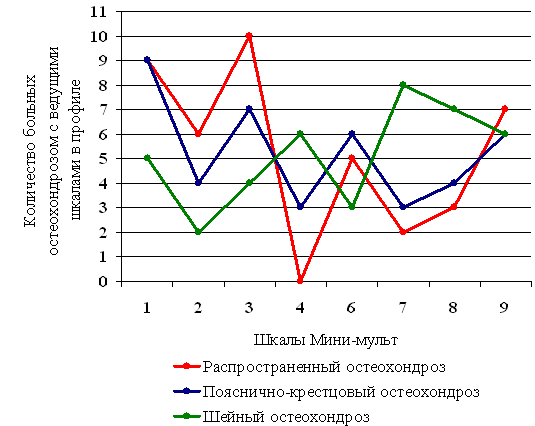 Количество больных
остеохондрозом с ведущими
шкалами в профиле
11
10
9
8
7
6
5
4
3
2
1
0
1 2 3 4 6 7 8 9
Шкалы Мини-мульт
Распространенный остеохондроз
Пояснично-крестцовый остеохондроз
Шейный остеохондроз